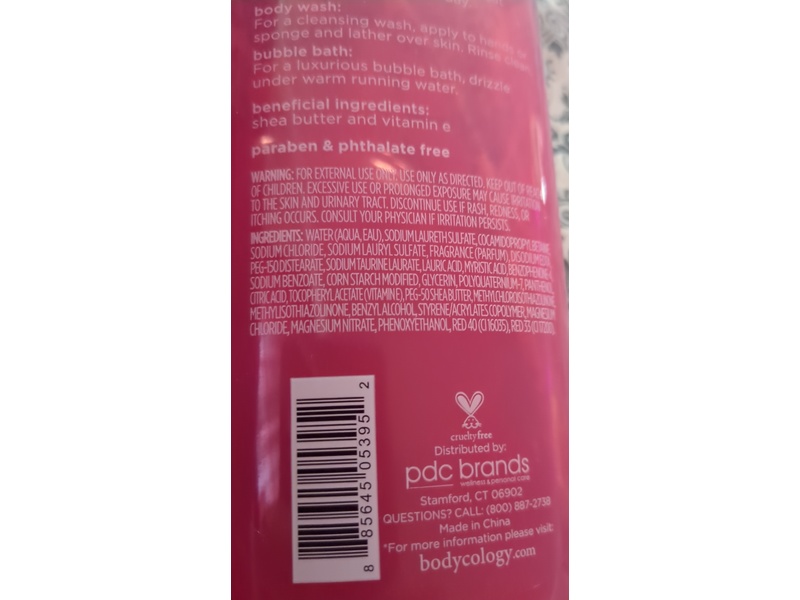 body wash:
For a cleansing wash, apply to hands or
sponge and lather over skin. Rinse clean
bubble bath:
For a luxurious bubble bath, drizzle
under warm running water.
beneficial ingredients:
shea butter and vitamin e
paraben & phthalate free
WARNING: FOR EXTERNAL USE ONLY. USE ONLY AS DIRECTED. KEEP OUT OF REACH
OF CHILDREN. EXCESSIVE USE OR PROLONGED EXPOSURE MAY CAUSE IRRITATION
TO THE SKIN AND URINARY TRACT. DISCONTINUE USE IF RASH, REDNESS, OR
ITCHING OCCURS. CONSULT YOUR PHYSICIAN IF IRRITATION PERSISTS.
INGREDIENTS: WATER (AQUA, EAU), SODIUM LAURETH SULFATE, COCAMIDOPROPYL BETAINE,
SODIUM CHLORIDE, SODIUM LAURYL SULFATE, FRAGRANCE (PARFUM), DISODIUM EDTA,
PEG-150 DISTEARATE, SODIUM TAURINE LAURATE, LAURIC ACID, MYRISTIC ACID, BENZOPHENONE-4,
SODIUM BENZOATE, CORN STARCH MODIFIED, GLYCERIN, POLYQUATERNIUM-7, PANTHENOL,
CITRIC ACID, TOCOPHERYL ACETATE (VITAMIN E), PEG-50 SHEA BUTTER, METHYLCHLOROISOTHIAZOLINONE,
METHYLISOTHIAZOLINONE, BENZYL ALCOHOL, STYRENE/ACRYLATES COPOLYMER, MAGNESIUM
CHLORIDE, MAGNESIUM NITRATE, PHENOXYETHANOL, RED 40 (CI 16035), RED 33 (CI 17200)
8 85645 05395 2
crueltyfree
Distributed by:
pdc brands
wellness & personal care
Stamford, CT 06902
QUESTIONS? CALL: (800) 887-2738
Made in China
*For more information please visit:
bodycology.com